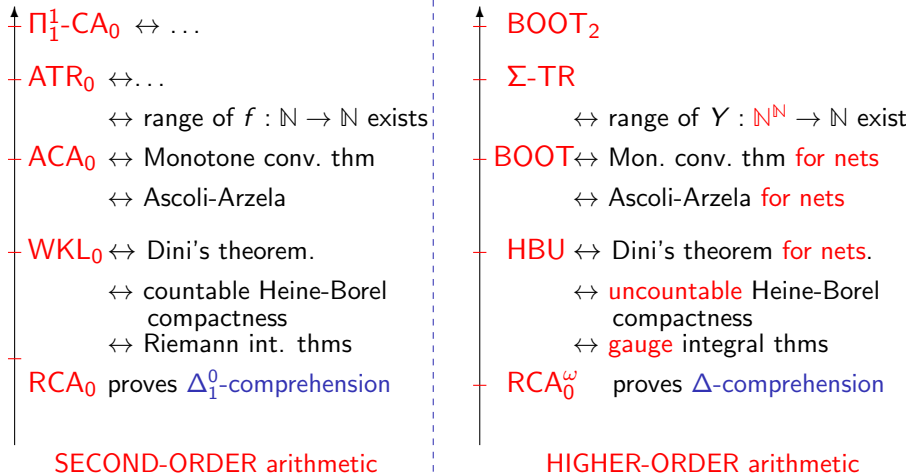 Π¹₁-CA₀ ↔ ...
ATR₀ ↔...
↔ range of f : ℕ → ℕ exists
ACA₀ ↔ Monotone conv. thm
↔ Ascoli-Arzela
WKL₀ ↔ Dini's theorem.
↔ countable Heine-Borel
compactness
↔ Riemann int. thms
RCA₀ proves Δ⁰₁-comprehension
SECOND-ORDER arithmetic
BOOT₂
Σ-TR
↔ range of Y : ℕ^ℕ → ℕ exist
BOOT ↔ Mon. conv. thm for nets
↔ Ascoli-Arzela for nets
HBU ↔ Dini's theorem for nets.
↔ uncountable Heine-Borel
compactness
↔ gauge integral thms
RCA₀^ω proves Δ-comprehension
HIGHER-ORDER arithmetic